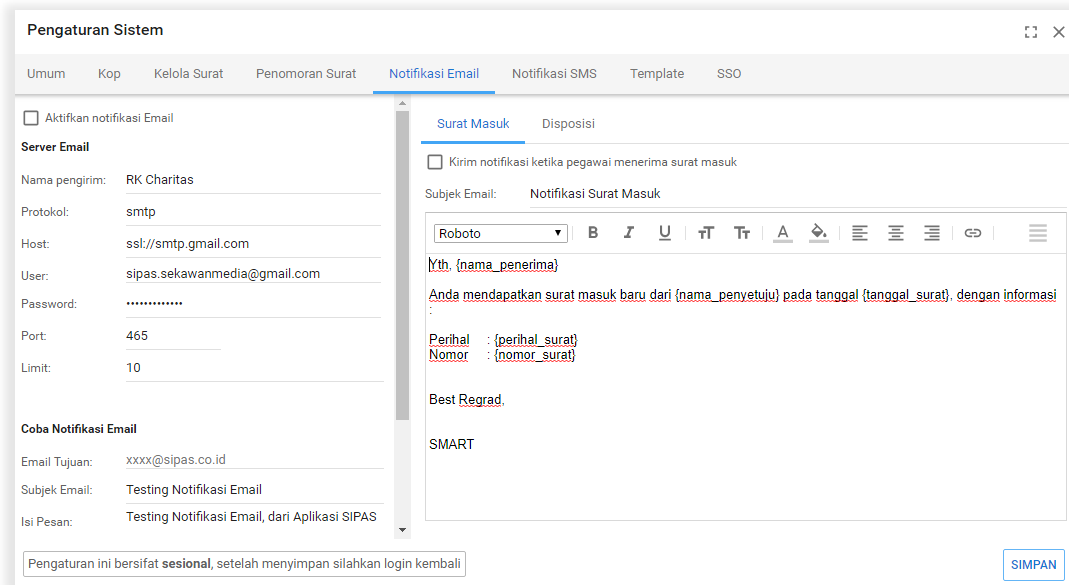 Pengaturan Sistem
Umum Kop Kelola Surat Penomoran Surat Notifikasi Email Notifikasi SMS Template SSO
Aktifkan notifikasi Email
Server Email
Nama pengirim: RK Charitas
Protokol: smtp
Host: ssl://smtp.gmail.com
User: sipas.sekawanmedia@gmail.com
Password: •••••••••••••
Port: 465
Limit: 10
Coba Notifikasi Email
Email Tujuan: xxxx@sipas.co.id
Subjek Email: Testing Notifikasi Email
Isi Pesan: Testing Notifikasi Email, dari Aplikasi SIPAS
Surat Masuk Disposisi
Kirim notifikasi ketika pegawai menerima surat masuk
Subjek Email: Notifikasi Surat Masuk
Roboto B I U TT Tт A
Yth, {nama_penerima}
Anda mendapatkan surat masuk baru dari {nama_penyetuju} pada tanggal {tanggal_surat}, dengan informasi
:
Perihal : {perihal_surat}
Nomor : {nomor_surat}
Best Regrad,
SMART
Pengaturan ini bersifat sesional, setelah menyimpan silahkan login kembali
SIMPAN